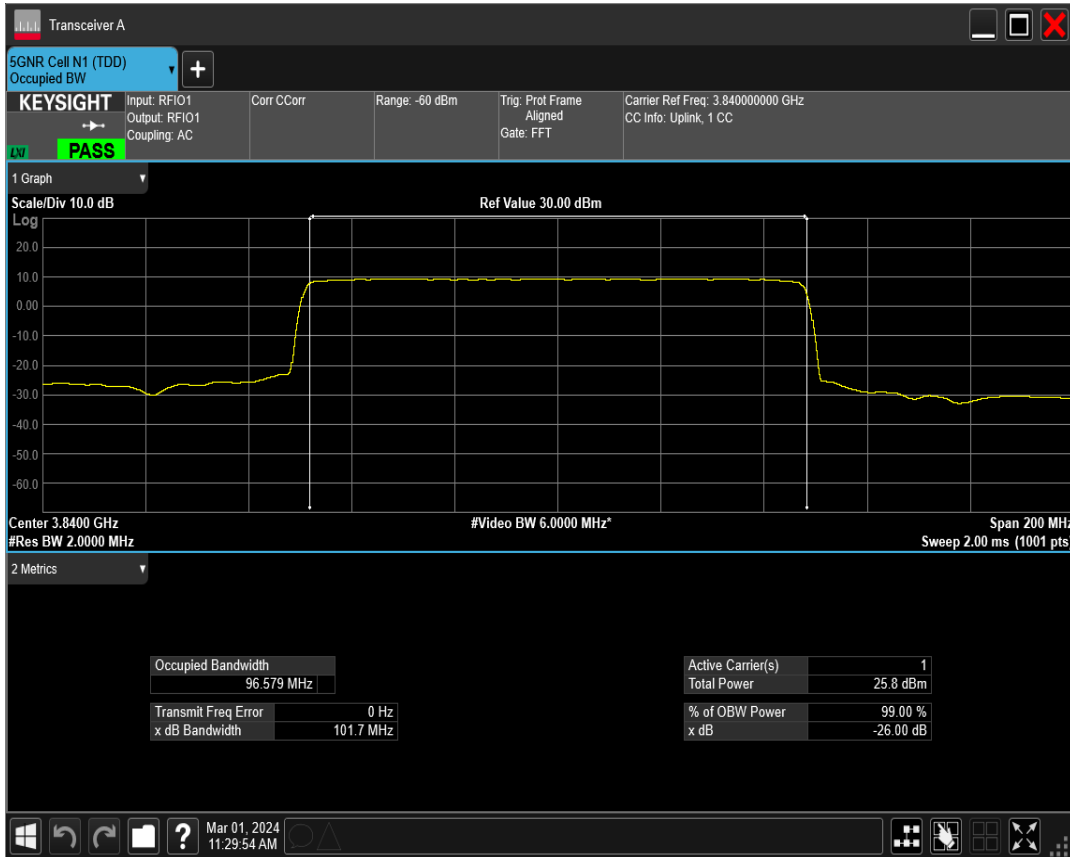 Transceiver A
5GNR Cell N1 (TDD)
Occupied BW
+
KEYSIGHT
LXI
PASS
Input: RFIO1
Output: RFIO1
Coupling: AC
Corr CCorr
Range: -60 dBm
Trig: Prot Frame
Aligned
Gate: FFT
Carrier Ref Freq: 3.840000000 GHz
CC Info: Uplink, 1 CC
1 Graph
Scale/Div 10.0 dB
Ref Value 30.00 dBm
Log
20.0
10.0
0.00
-10.0
-20.0
-30.0
-40.0
-50.0
-60.0
Center 3.8400 GHz
#Video BW 6.0000 MHz*
Span 200 MHz
#Res BW 2.0000 MHz
Sweep 2.00 ms (1001 pts
2 Metrics
Occupied Bandwidth
96.579 MHz
Transmit Freq Error 0 Hz
x dB Bandwidth 101.7 MHz
Active Carrier(s) 1
Total Power 25.8 dBm
% of OBW Power 99.00 %
x dB -26.00 dB
?
Mar 01, 2024
11:29:54 AM